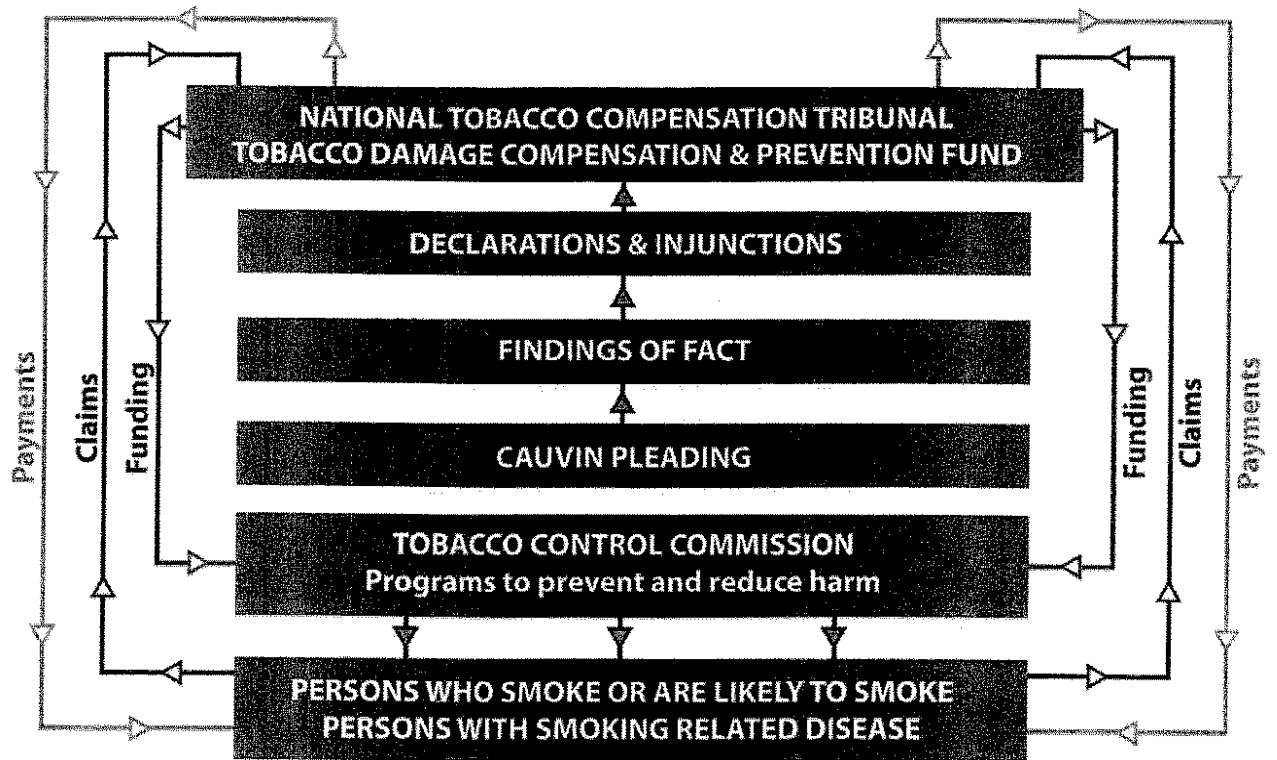 NATIONAL TOBACCO COMPENSATION TRIBUNAL
TOBACCO DAMAGE COMPENSATION & PREVENTION FUND
DECLARATIONS & INJUNCTIONS
FINDINGS OF FACT
CAUVIN PLEADING
TOBACCO CONTROL COMMISSION
Programs to prevent and reduce harm
PERSONS WHO SMOKE OR ARE LIKELY TO SMOKE
PERSONS WITH SMOKING RELATED DISEASE
Payments
Claims
Funding
Funding
Claims
Payments